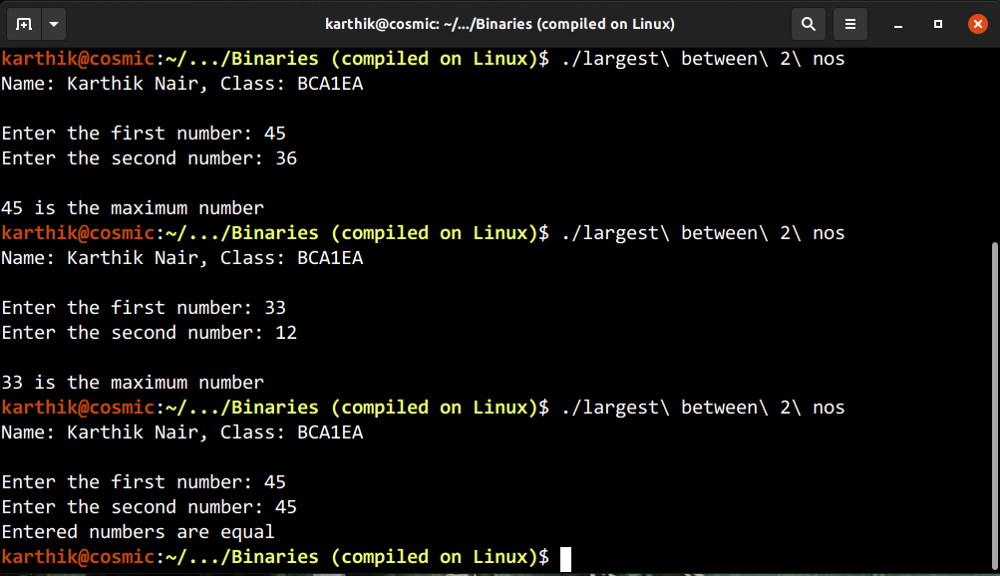 karthik@cosmic: ~/.../Binaries (compiled on Linux)
karthik@cosmic:~/.../Binaries (compiled on Linux)$ ./largest\ between\ 2\ nos
Name: Karthik Nair, Class: BCA1EA
Enter the first number: 45
Enter the second number: 36
45 is the maximum number
karthik@cosmic:~/.../Binaries (compiled on Linux)$ ./largest\ between\ 2\ nos
Name: Karthik Nair, Class: BCA1EA
Enter the first number: 33
Enter the second number: 12
33 is the maximum number
karthik@cosmic:~/.../Binaries (compiled on Linux)$ ./largest\ between\ 2\ nos
Name: Karthik Nair, Class: BCA1EA
Enter the first number: 45
Enter the second number: 45
Entered numbers are equal
karthik@cosmic:~/.../Binaries (compiled on Linux)$